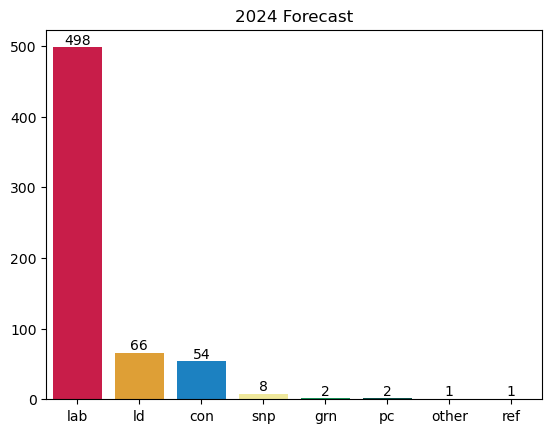 2024 Forecast
500
400
300
200
100
0
498
66
54
8
2
2
1
1
lab
ld
con
snp
grn
pc
other
ref